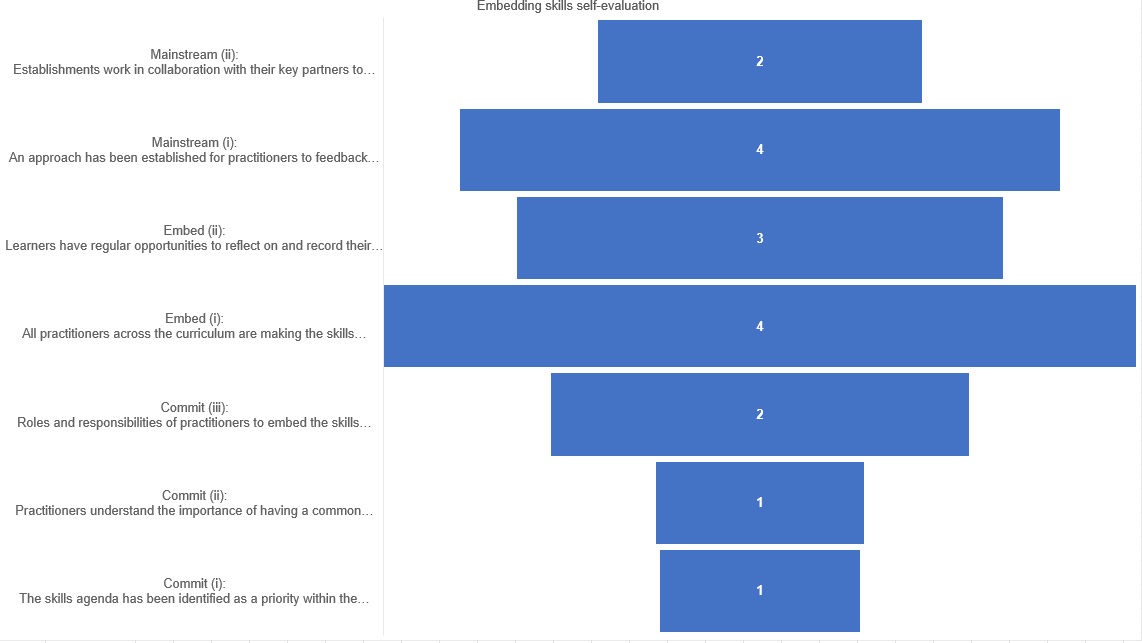 Embedding skills self-evaluation
Mainstream (ii):
Establishments work in collaboration with their key partners to…
2
Mainstream (i):
An approach has been established for practitioners to feedback…
4
Embed (ii):
Learners have regular opportunities to reflect on and record their…
3
Embed (i):
All practitioners across the curriculum are making the skills…
4
Commit (iii):
Roles and responsibilities of practitioners to embed the skills…
2
Commit (ii):
Practitioners understand the importance of having a common…
1
Commit (i):
The skills agenda has been identified as a priority within the…
1